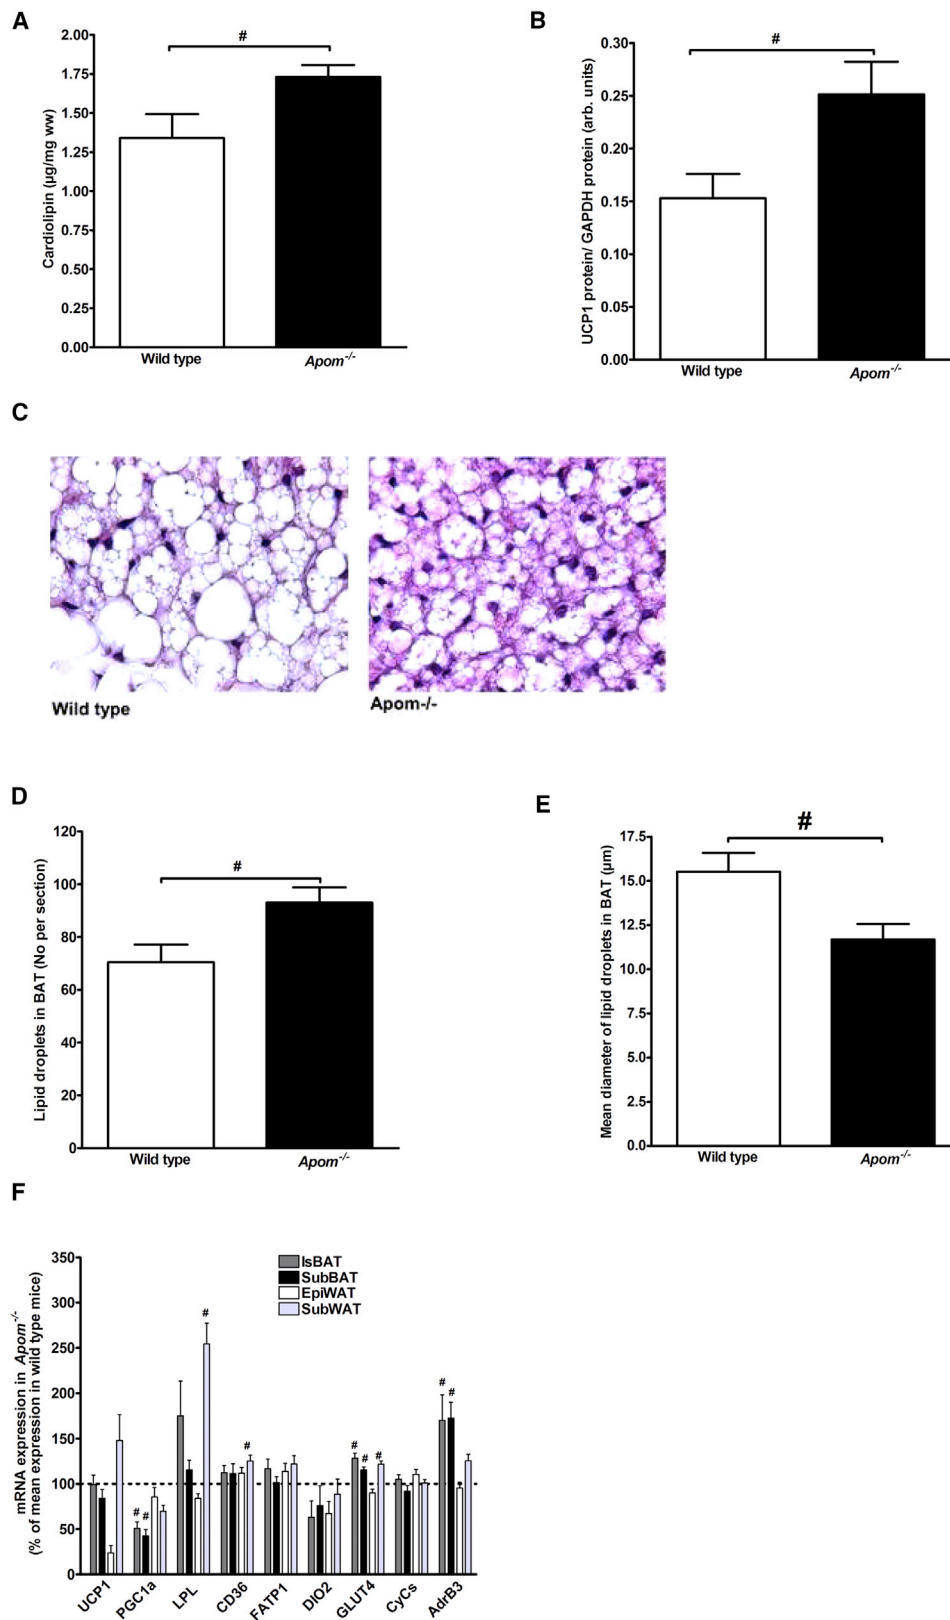 A
Cardiolipin (µg/mg ww)
2.00
1.75
1.50
1.25
1.00
0.75
0.50
0.25
0.00
#
Wild type
Apom-/-
B
UCP1 protein/ GAPDH protein (arb. units)
0.30
0.25
0.20
0.15
0.10
0.05
0.00
#
Wild type
Apom-/-
C
Wild type
Apom-/-
D
Lipid droplets in BAT (No per section)
120
100
80
60
40
20
0
#
Wild type
Apom-/-
E
Mean diameter of lipid droplets in BAT (µm)
17.5
15.0
12.5
10.0
7.5
5.0
2.5
0.0
#
Wild type
Apom-/-
F
mRNA expression in Apom-/-
(% of mean expression in wild type mice)
350
300
250
200
150
100
50
0
IsBAT
SubBAT
EpiWAT
SubWAT
# # # # # # # # #
UCP1
PGC1a
LPL
CD36
FATP1
DIO2
GLUT4
CyCs
AdrB3